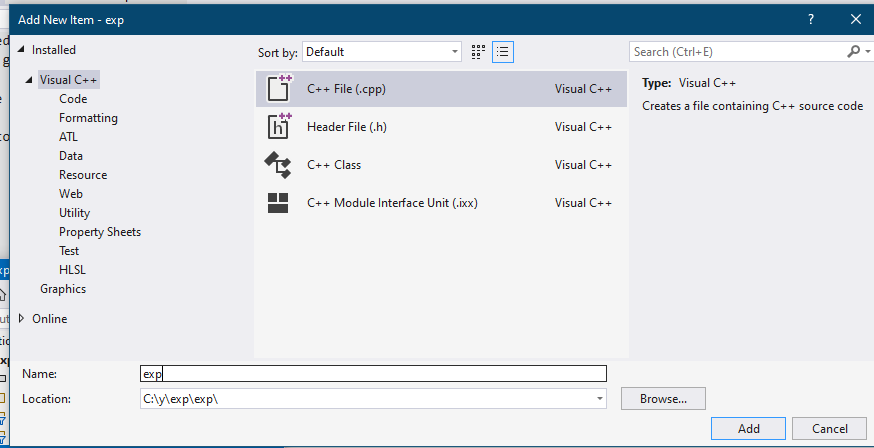 Add New Item - exp
?
Installed
Visual C++
Code
Formatting
ATL
Data
Resource
Web
Utility
Property Sheets
Test
HLSL
Graphics
Online
Sort by: Default
Search (Ctrl+E)
C++ File (.cpp) Visual C++
Header File (.h) Visual C++
C++ Class Visual C++
C++ Module Interface Unit (.ixx) Visual C++
Type: Visual C++
Creates a file containing C++ source code
Name: exp
Location: C:\y\exp\exp\
Browse...
Add Cancel